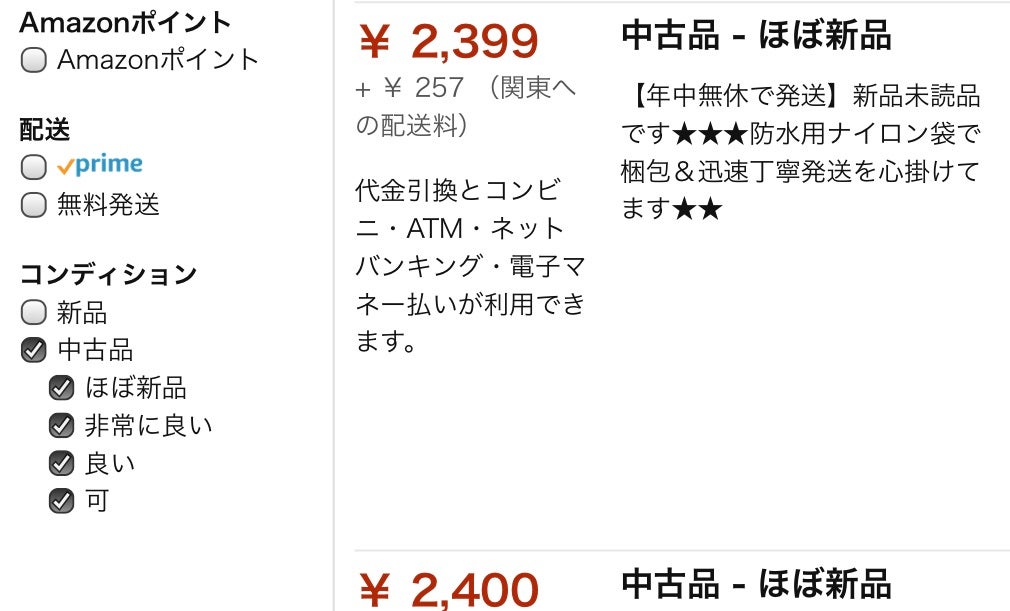 Amazonポイント
Amazonポイント
配送
prime
無料発送
コンディション
新品
中古品
ほぼ新品
非常に良い
良い
可
¥ 2,399
+ ¥ 257 （関東へ
の配送料）
代金引換とコンビ
ニ・ATM・ネット
バンキング・電子マ
ネー払いが利用でき
ます。
中古品 - ほぼ新品
【年中無休で発送】新品未読品
です★★★防水用ナイロン袋で
梱包＆迅速丁寧発送を心掛けて
ます★★
¥ 2,400
中古品 - ほぼ新品